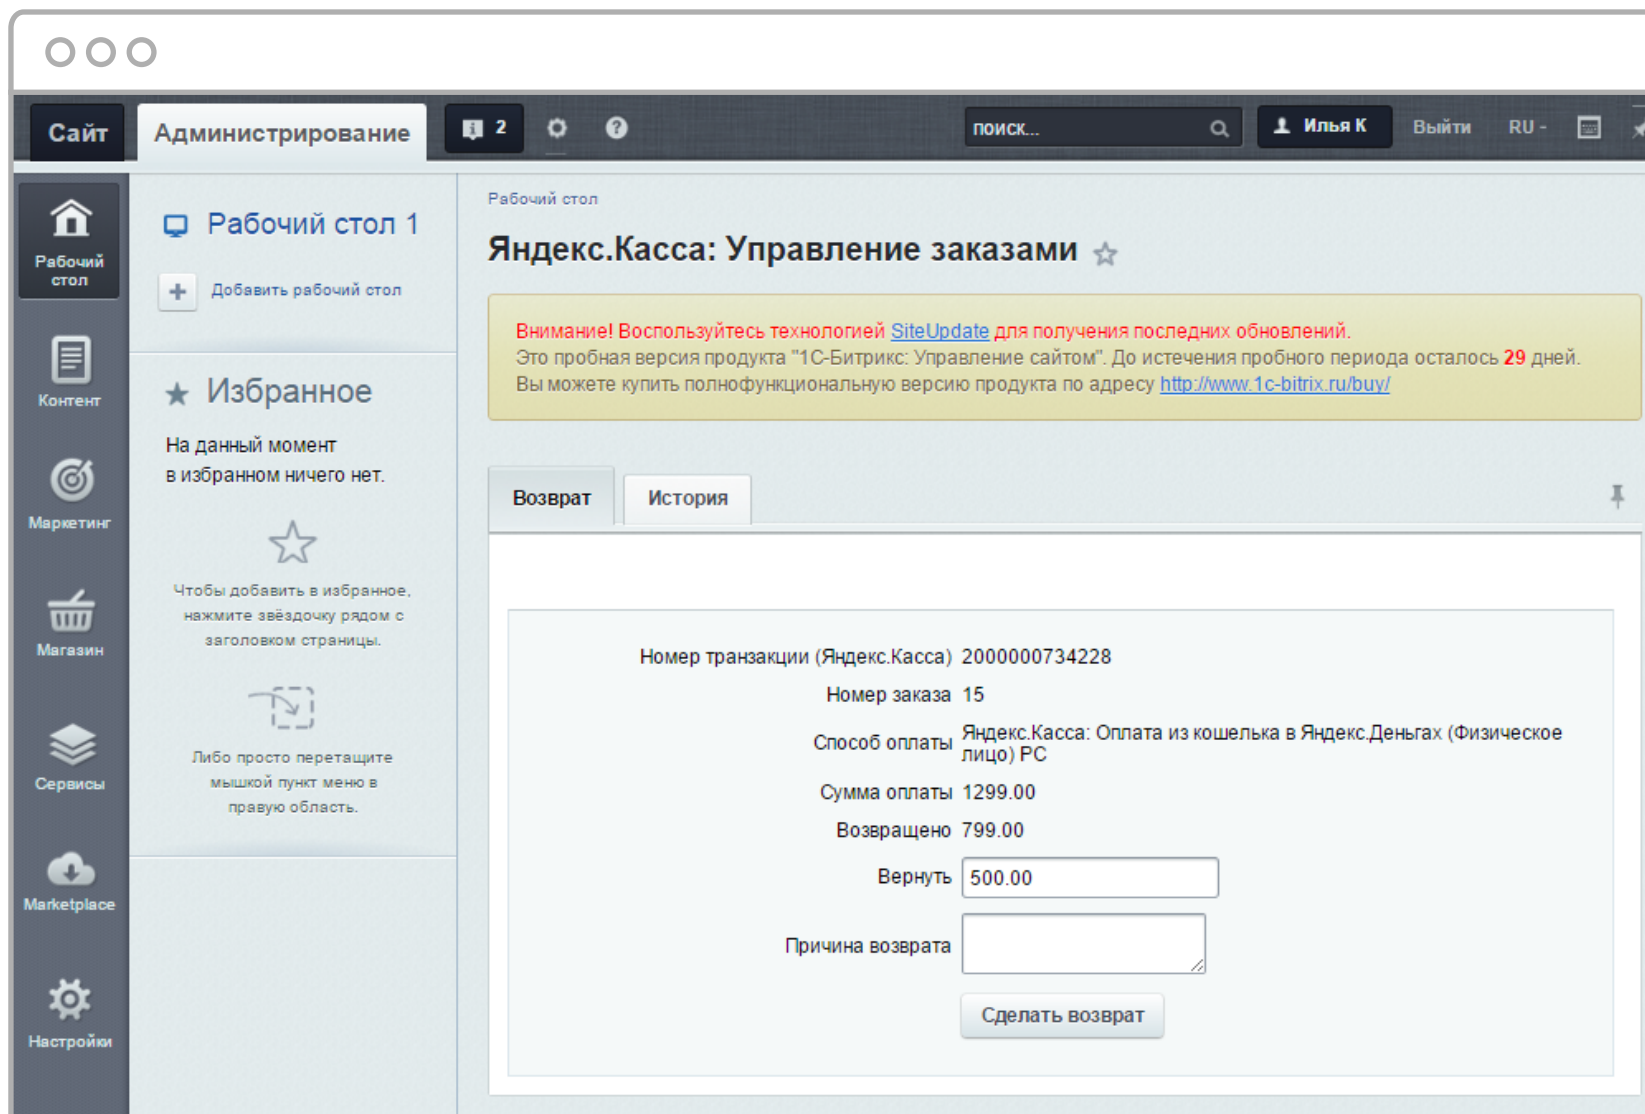 Сайт
Администрирование
2
поиск...
Илья К
Выйти
RU -
Рабочий
стол
Контент
Маркетинг
Магазин
Сервисы
Marketplace
Настройки
Рабочий стол 1
Добавить рабочий стол
Избранное
На данный момент
в избранном ничего нет.
Чтобы добавить в избранное,
нажмите звёздочку рядом с
заголовком страницы.
Либо просто перетащите
мышкой пункт меню в
правую область.
Рабочий стол
Яндекс.Касса: Управление заказами
Внимание! Воспользуйтесь технологией SiteUpdate для получения последних обновлений.
Это пробная версия продукта "1С-Битрикс: Управление сайтом". До истечения пробного периода осталось 29 дней.
Вы можете купить полнофункциональную версию продукта по адресу http://www.1c-bitrix.ru/buy/
Возврат
История
Номер транзакции (Яндекс.Касса) 2000000734228
Номер заказа 15
Способ оплаты Яндекс.Касса: Оплата из кошелька в Яндекс.Деньгах (Физическое
лицо) PC
Сумма оплаты 1299.00
Возвращено 799.00
Вернуть 500.00
Причина возврата
Сделать возврат